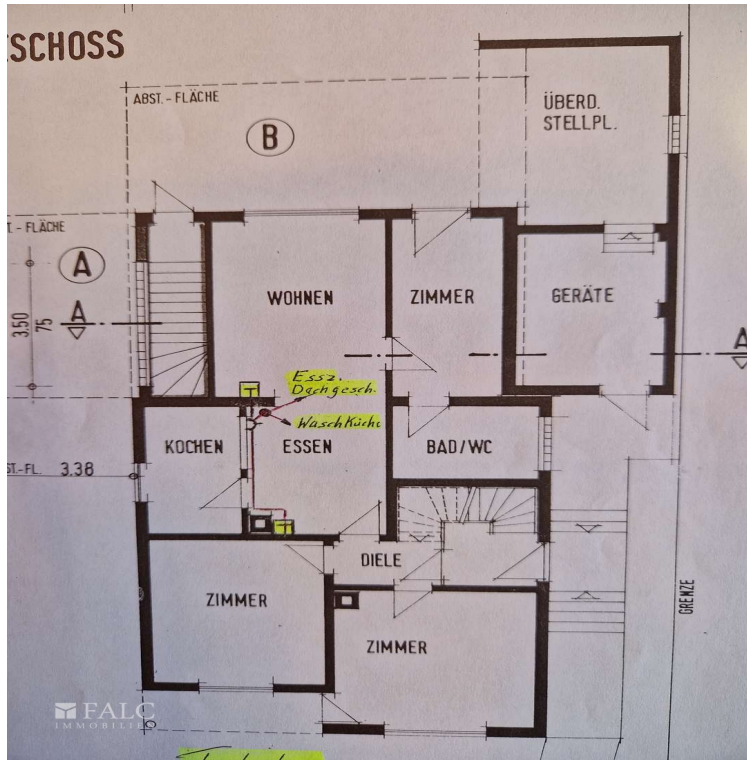 SCHOSS
ABST. - FLÄCHE
B
ÜBERD.
STELLPL.
T. - FLÄCHE
A
A
3.50
75
WOHNEN
ZIMMER
GERÄTE
A
Essz.
Dachgesch.
T
Waschküche
KOCHEN
ESSEN
BAD/WC
ST.-FL. 3.38
T
DIELE
ZIMMER
ZIMMER
GRENZE
FALC
IMMOBILIEN